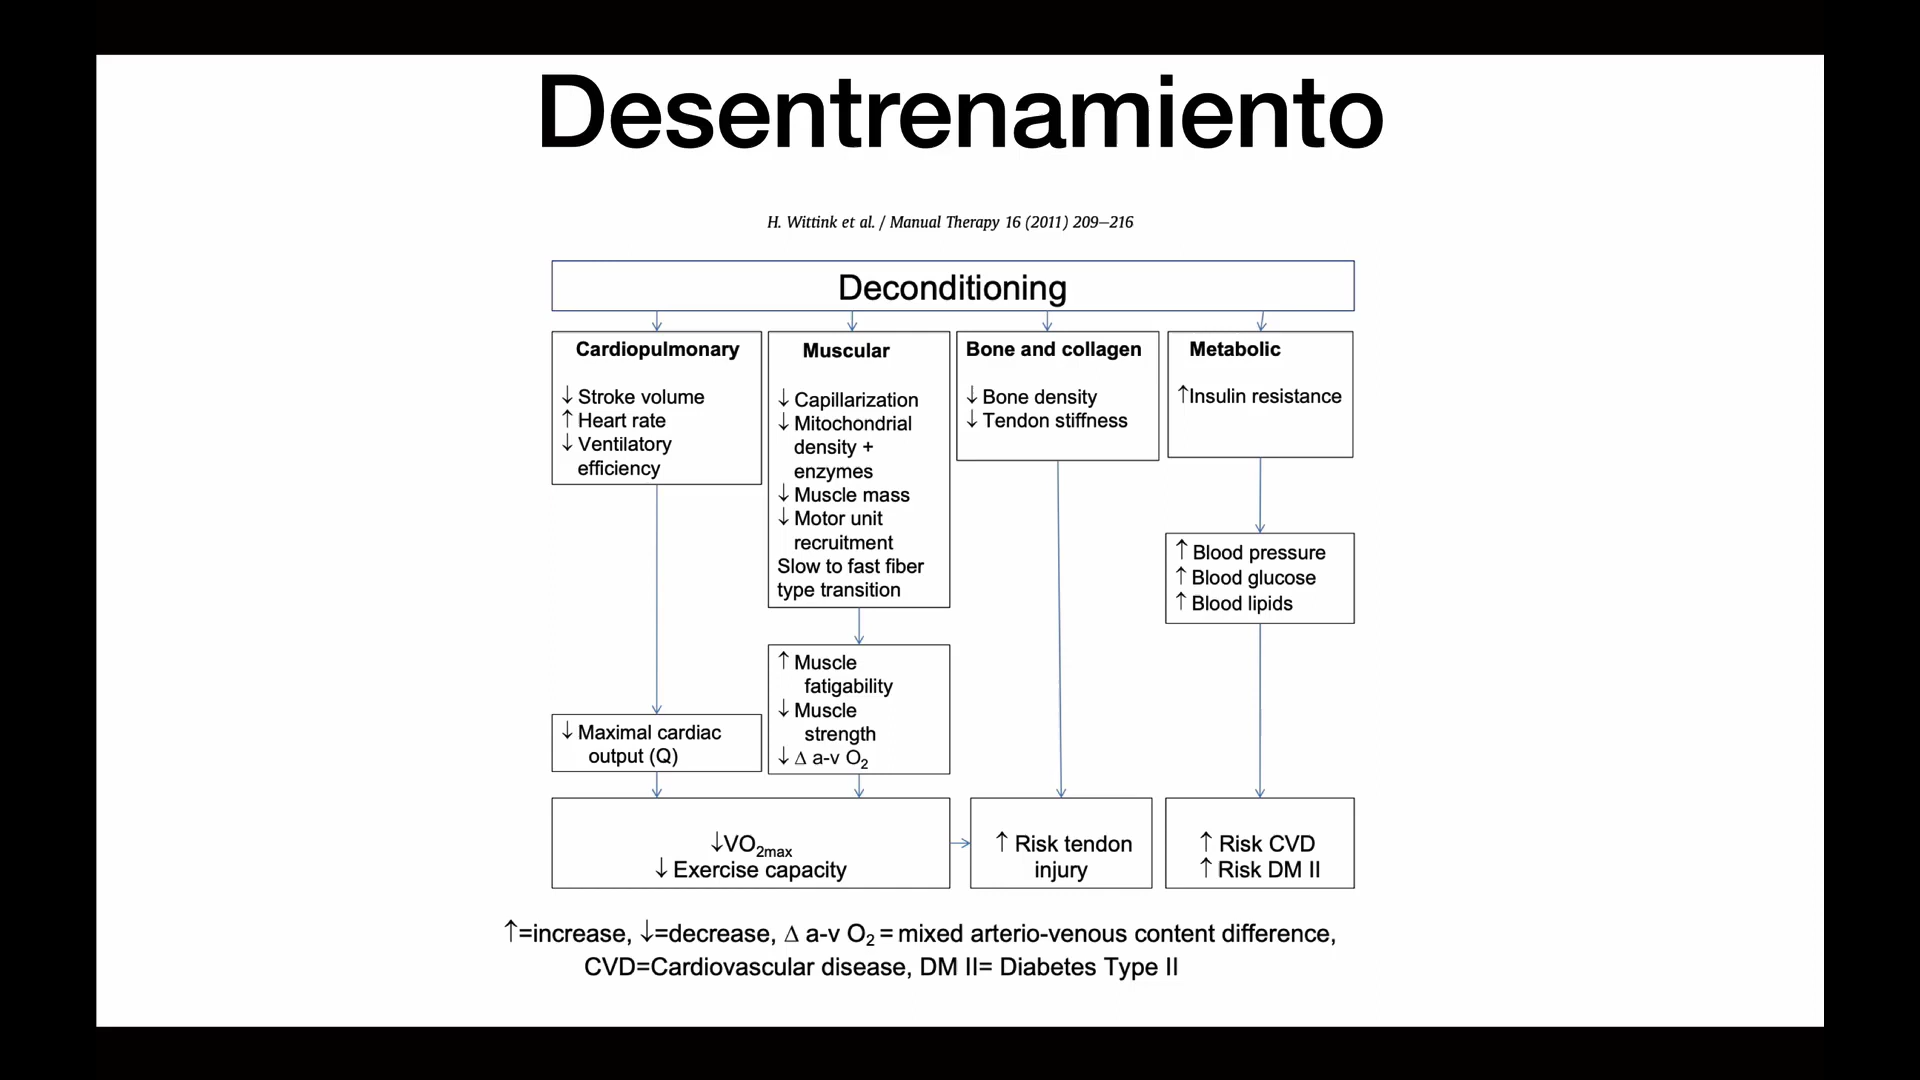 Desentrenamiento
H. Wittink et al. / Manual Therapy 16 (2011) 209–216
Deconditioning
Cardiopulmonary
↓ Stroke volume
↑ Heart rate
↓ Ventilatory
efficiency
↓ Maximal cardiac
output (Q)
Muscular
↓ Capillarization
↓ Mitochondrial
density +
enzymes
↓ Muscle mass
↓ Motor unit
recruitment
Slow to fast fiber
type transition
↑ Muscle
fatigability
↓ Muscle
strength
↓ Δ a-v O₂
↓VO₂max
↓ Exercise capacity
Bone and collagen
↓ Bone density
↓ Tendon stiffness
↑ Risk tendon
injury
Metabolic
↑Insulin resistance
↑ Blood pressure
↑ Blood glucose
↑ Blood lipids
↑ Risk CVD
↑ Risk DM II
↑=increase, ↓=decrease, Δ a-v O₂ = mixed arterio-venous content difference,
CVD=Cardiovascular disease, DM II= Diabetes Type II